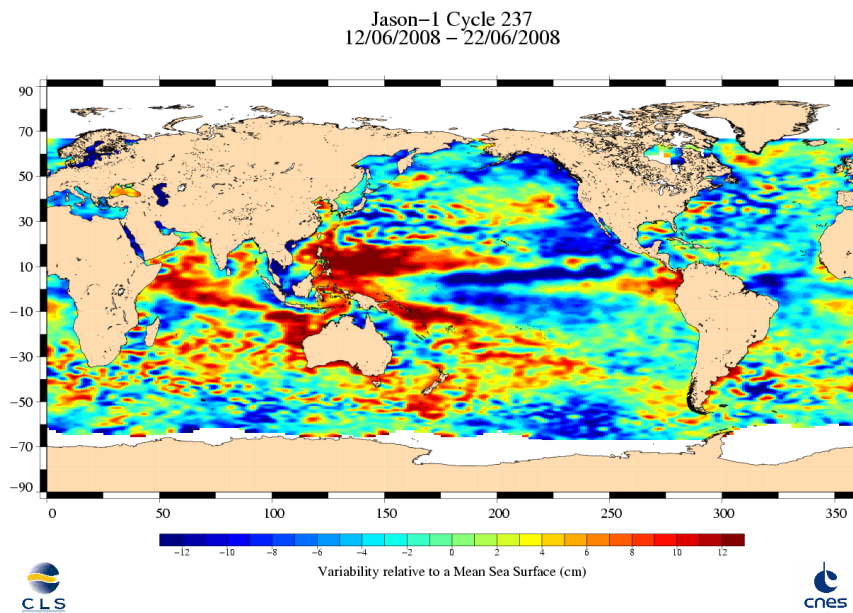 Jason−1 Cycle 237
12/06/2008 − 22/06/2008
90
70
50
30
10
−10
−30
−50
−70
−90
0 50 100 150 200 250 300 350
−12 −10 −8 −6 −4 −2 0 2 4 6 8 10 12
Variability relative to a Mean Sea Surface (cm)
CLS
cnes